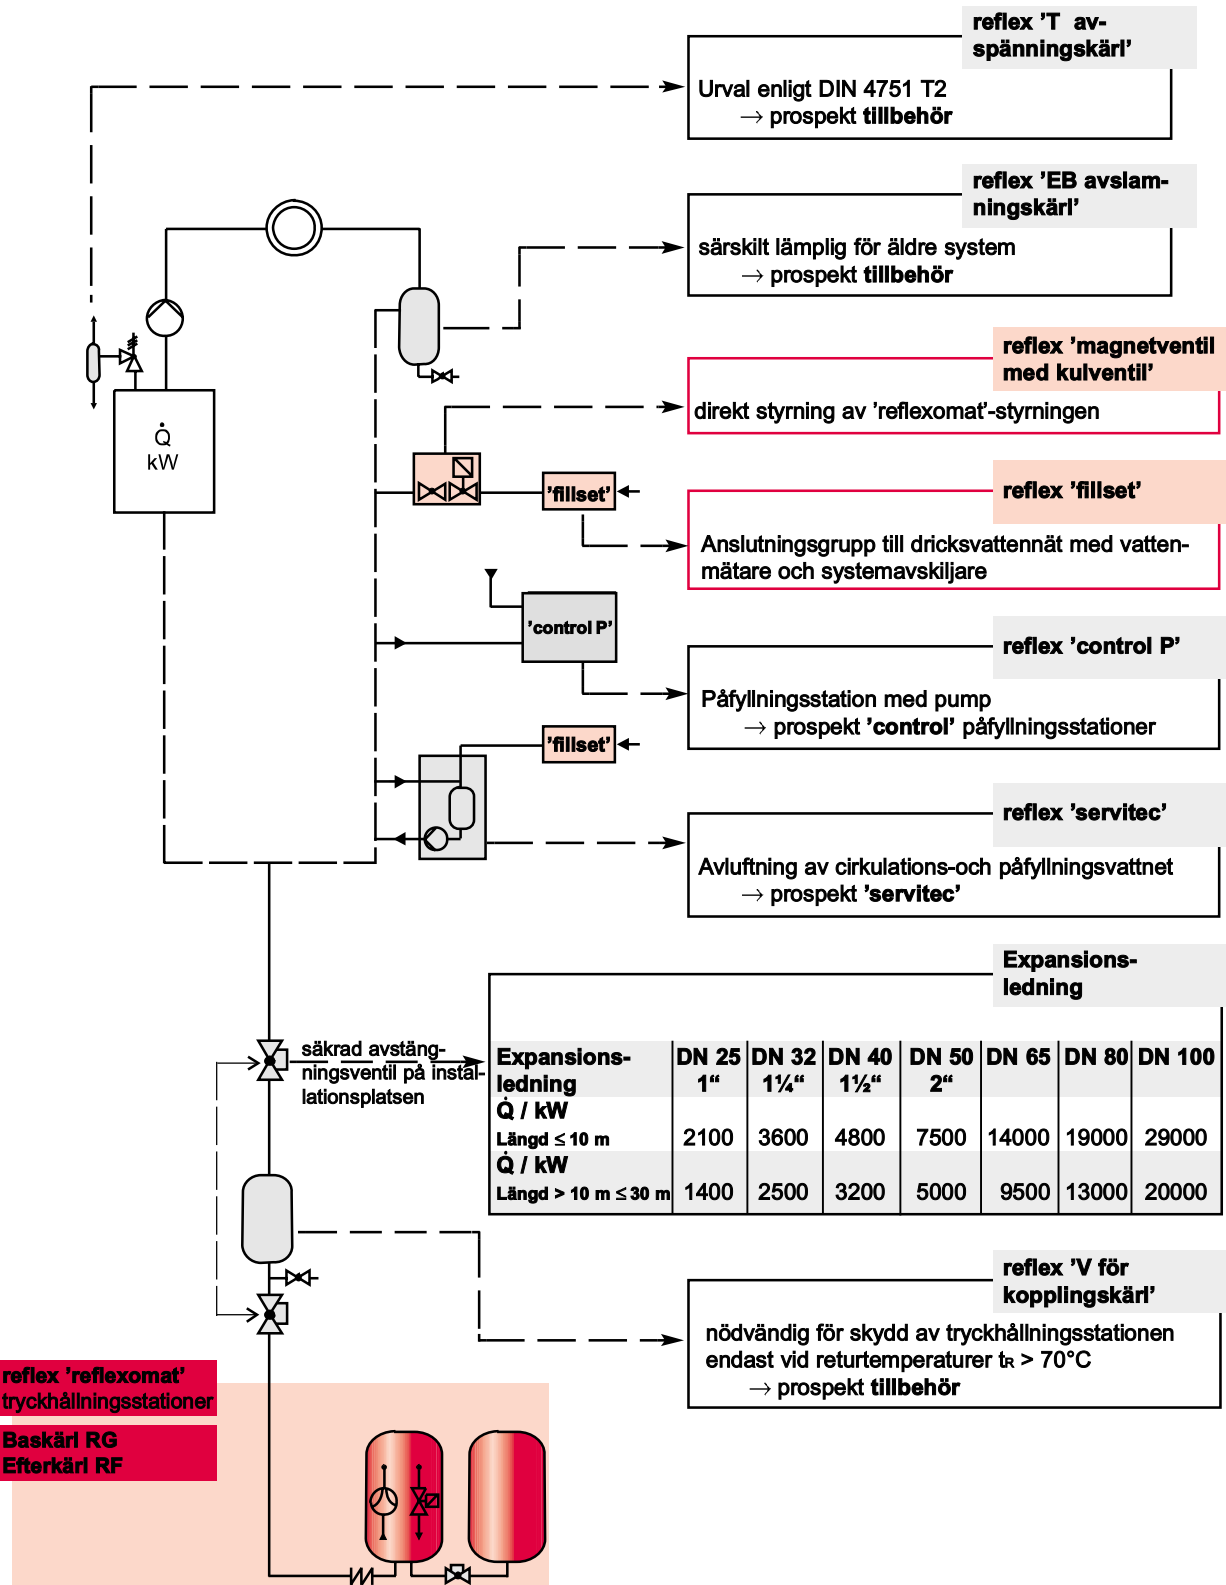 reflex ’T av-
spänningskärl’
Urval enligt DIN 4751 T2
→ prospekt tillbehör
reflex ’EB avslam-
ningskärl’
särskilt lämplig för äldre system
→ prospekt tillbehör
reflex ’magnetventil
med kulventil’
direkt styrning av ’reflexomat’-styrningen
Q̇
kW
’fillset’
reflex ’fillset’
Anslutningsgrupp till dricksvattennät med vatten-
mätare och systemavskiljare
’control P’
reflex ’control P’
Påfyllningsstation med pump
→ prospekt ’control’ påfyllningsstationer
’fillset’
reflex ’servitec’
Avluftning av cirkulations-och påfyllningsvattnet
→ prospekt ’servitec’
Expansions-
ledning
säkrad avstäng-
ningsventil på instal-
lationsplatsen
Expansions- DN 25 DN 32 DN 40 DN 50 DN 65 DN 80 DN 100
ledning 1“ 1¼“ 1½“ 2“
Q̇ / kW
Längd ≤ 10 m 2100 3600 4800 7500 14000 19000 29000
Q̇ / kW
Längd > 10 m ≤ 30 m 1400 2500 3200 5000 9500 13000 20000
reflex ’V för
kopplingskärl’
nödvändig för skydd av tryckhållningsstationen
endast vid returtemperaturer tR > 70°C
→ prospekt tillbehör
reflex ’reflexomat’
tryckhållningsstationer
Baskärl RG
Efterkärl RF